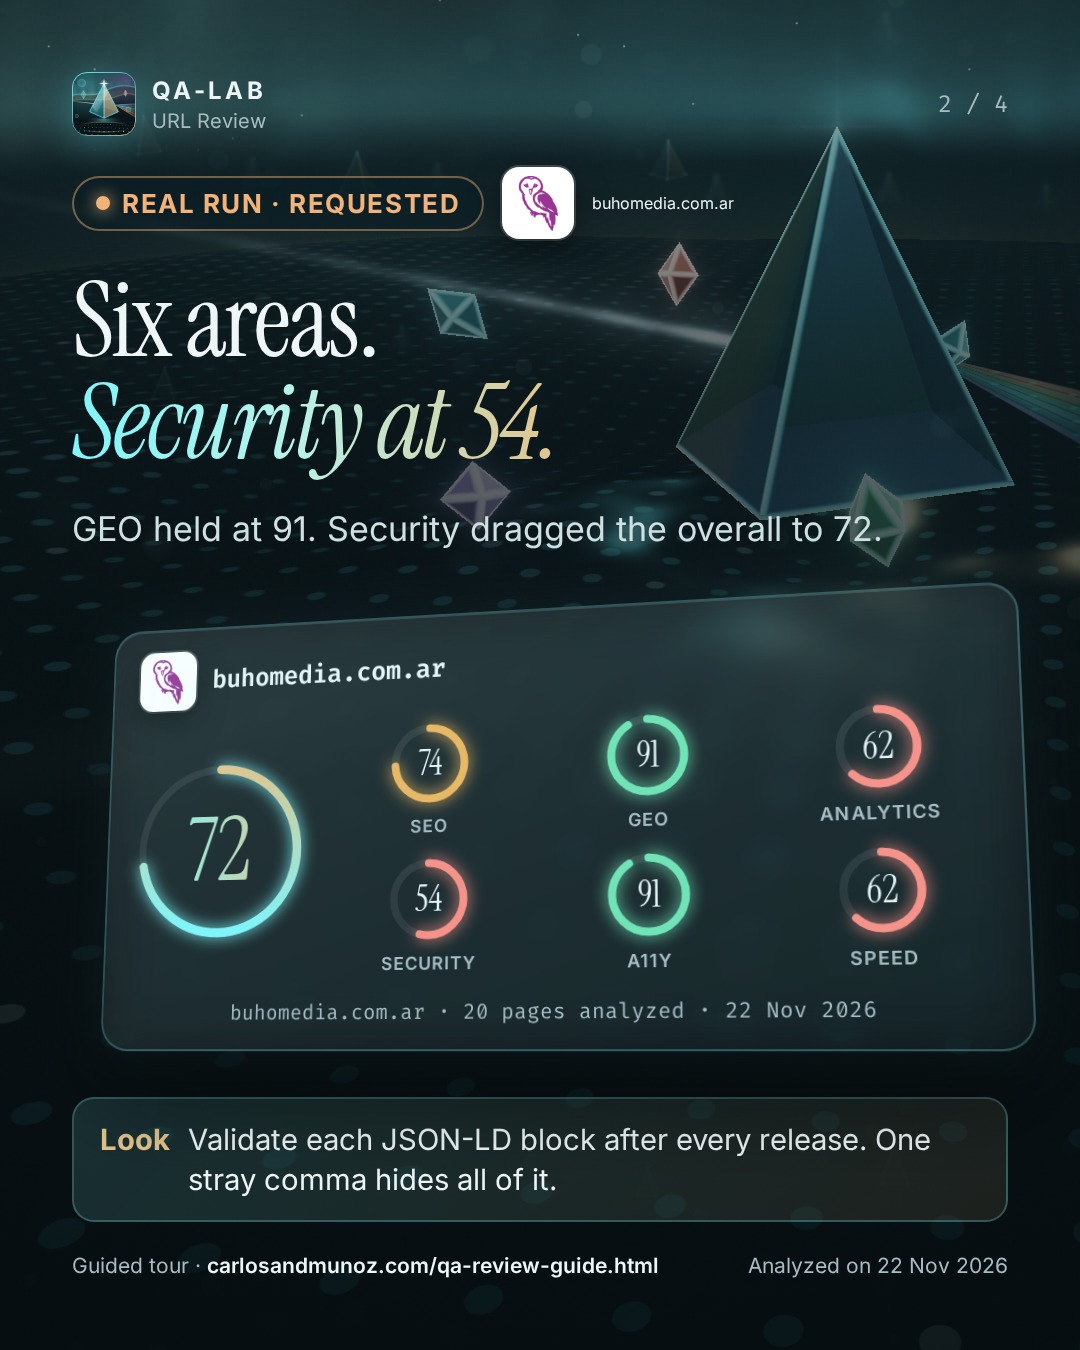 QA-LAB
URL Review
2 / 4
REAL RUN · REQUESTED
buhomedia.com.ar
Six areas.
Security at 54.
GEO held at 91. Security dragged the overall to 72.
buhomedia.com.ar
72
74
SEO
91
GEO
62
ANALYTICS
54
SECURITY
91
A11Y
62
SPEED
buhomedia.com.ar · 20 pages analyzed · 22 Nov 2026
Look Validate each JSON-LD block after every release. One
stray comma hides all of it.
Guided tour · carlosandmunoz.com/qa-review-guide.html
Analyzed on 22 Nov 2026